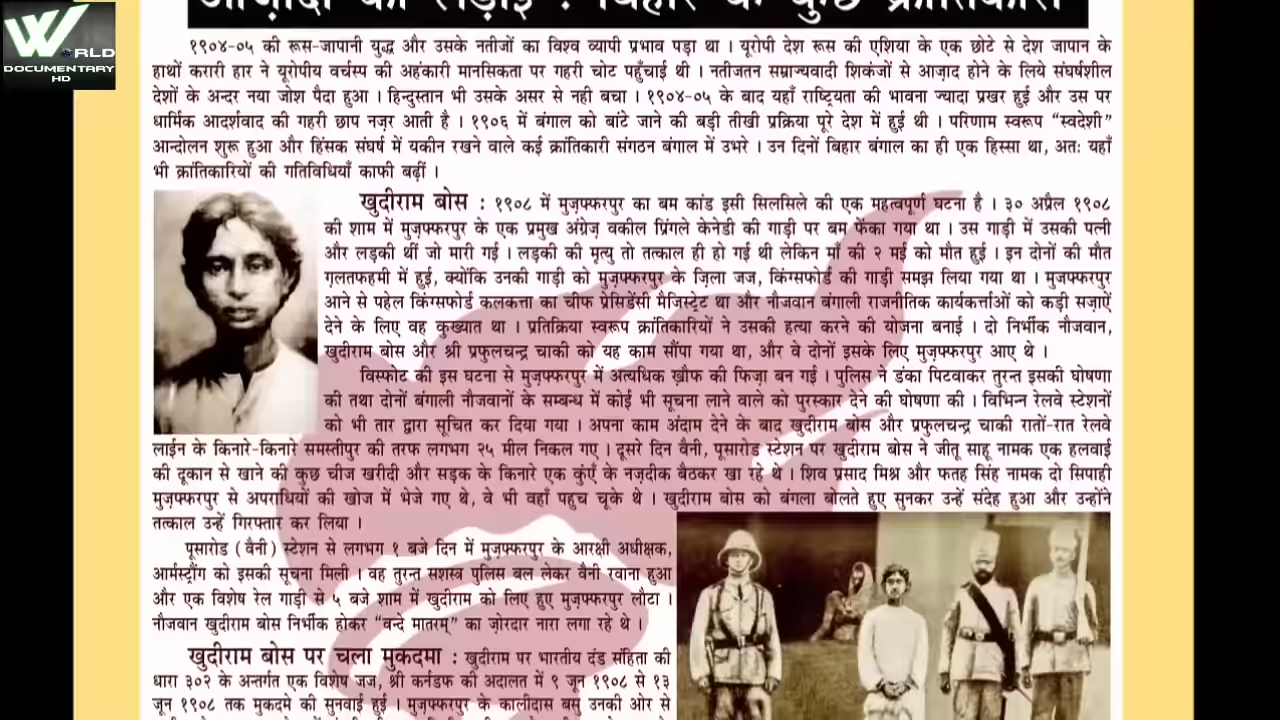 WORLD
DOCUMENTARY
HD
आज़ादी की लड़ाई : बिहार के कुछ क्रांतिकारी
१९०४-०५ की रूस-जापानी युद्ध और उसके नतीजों का विश्व व्यापी प्रभाव पड़ा था । यूरोपी देश रूस की एशिया के एक छोटे से देश जापान के
हाथों करारी हार ने यूरोपीय वर्चस्प की अहंकारी मानसिकता पर गहरी चोट पहुँचाई थी । नतीजतन सम्राज्यवादी शिकंजों से आज़ाद होने के लिये संघर्षशील
देशों के अन्दर नया जोश पैदा हुआ । हिन्दुस्तान भी उसके असर से नही बचा । १९०४-०५ के बाद यहाँ राष्ट्रियता की भावना ज्यादा प्रखर हुई और उस पर
धार्मिक आदर्शवाद की गहरी छाप नज़र आती है । १९०६ में बंगाल को बांटे जाने की बड़ी तीखी प्रक्रिया पूरे देश में हुई थी । परिणाम स्वरूप “स्वदेशी”
आन्दोलन शुरू हुआ और हिंसक संघर्ष में यकीन रखने वाले कई क्रांतिकारी संगठन बंगाल में उभरे । उन दिनों बिहार बंगाल का ही एक हिस्सा था, अतः यहाँ
भी क्रांतिकारियों की गतिविधियाँ काफी बढ़ीं ।
खुदीराम बोस : १९०८ में मुज़फ्फरपुर का बम कांड इसी सिलसिले की एक महत्वपूर्ण घटना है । ३० अप्रैल १९०८
की शाम में मुज़फ्फरपुर के एक प्रमुख अंग्रेज़ वकील प्रिंगले केनेडी की गाड़ी पर बम फेंका गया था । उस गाड़ी में उसकी पत्नी
और लड़की थीं जो मारी गई । लड़की की मृत्यु तो तत्काल ही हो गई थी लेकिन माँ की २ मई को मौत हुई । इन दोनों की मौत
ग़लतफहमी में हुई, क्योंकि उनकी गाड़ी को मुज़फ्फरपुर के ज़िला जज, किंग्सफोर्ड की गाड़ी समझ लिया गया था । मुज़फ्फरपुर
आने से पहेल किंग्सफोर्ड कलकत्ता का चीफ प्रेसिडेंसी मैजिस्ट्रेट था और नौजवान बंगाली राजनीतिक कार्यकर्त्ताओं को कड़ी सज़ाऐं
देने के लिए वह कुख्यात था । प्रतिक्रिया स्वरूप क्रांतिकारियों ने उसकी हत्या करने की योजना बनाई । दो निर्भीक नौजवान,
खुदीराम बोस और श्री प्रफुलचन्द्र चाकी को यह काम सौंपा गया था, और वे दोनों इसके लिए मुज़फ्फरपुर आए थे ।
विस्फोट की इस घटना से मुज़फ्फरपुर में अत्यधिक ख़ौफ की फिज़ा बन गई । पुलिस ने डंका पिटवाकर तुरन्त इसकी घोषणा
की तथा दोनों बंगाली नौजवानों के सम्बन्ध में कोई भी सूचना लाने वाले को पुरस्कार देने की घोषणा की । विभिन्न रेलवे स्टेशनों
को भी तार द्वारा सूचित कर दिया गया । अपना काम अंदाम देने के बाद खुदीराम बोस और प्रफुलचन्द्र चाकी रातों-रात रेलवे
लाईन के किनारे-किनारे समस्तीपुर की तरफ लगभग २५ मील निकल गए । दूसरे दिन वैनी, पूसारोड स्टेशन पर खुदीराम बोस ने जीतू साहू नामक एक हलवाई
की दूकान से खाने की कुछ चीज खरीदी और सड़क के किनारे एक कुंएँ के नज़दीक बैठकर खा रहे थे । शिव प्रसाद मिश्र और फतह सिंह नामक दो सिपाही
मुज़फ्फरपुर से अपराधियों की खोज में भेजे गए थे, वे भी वहाँ पहुच चूके थे । खुदीराम बोस को बंगला बोलते हुए सुनकर उन्हें संदेह हुआ और उन्होंने
तत्काल उन्हें गिरफ्तार कर लिया ।
पूसारोड (वैनी) स्टेशन से लगभग १ बजे दिन में मुज़फ्फरपुर के आरक्षी अधीक्षक,
आर्मस्ट्रौंग को इसकी सूचना मिली । वह तुरन्त सशस्त्र पुलिस बल लेकर वैनी रवाना हुआ
और एक विशेष रेल गाड़ी से ५ बजे शाम में खुदीराम को लिए हुए मुज़फ्फरपुर लौटा ।
नौजवान खुदीराम बोस निर्भीक होकर “वन्दे मातरम्” का ज़ोरदार नारा लगा रहे थे ।
खुदीराम बोस पर चला मुकदमा : खुदीराम पर भारतीय दंड संहिता की
धारा ३०२ के अन्तर्गत एक विशेष जज, श्री कर्नडफ की अदालत में ९ जून १९०८ से १३
जून १९०८ तक मुकदमे की सुनवाई हुई । मुज़फ्फरपुर के कालीदास बसु उनकी ओर से